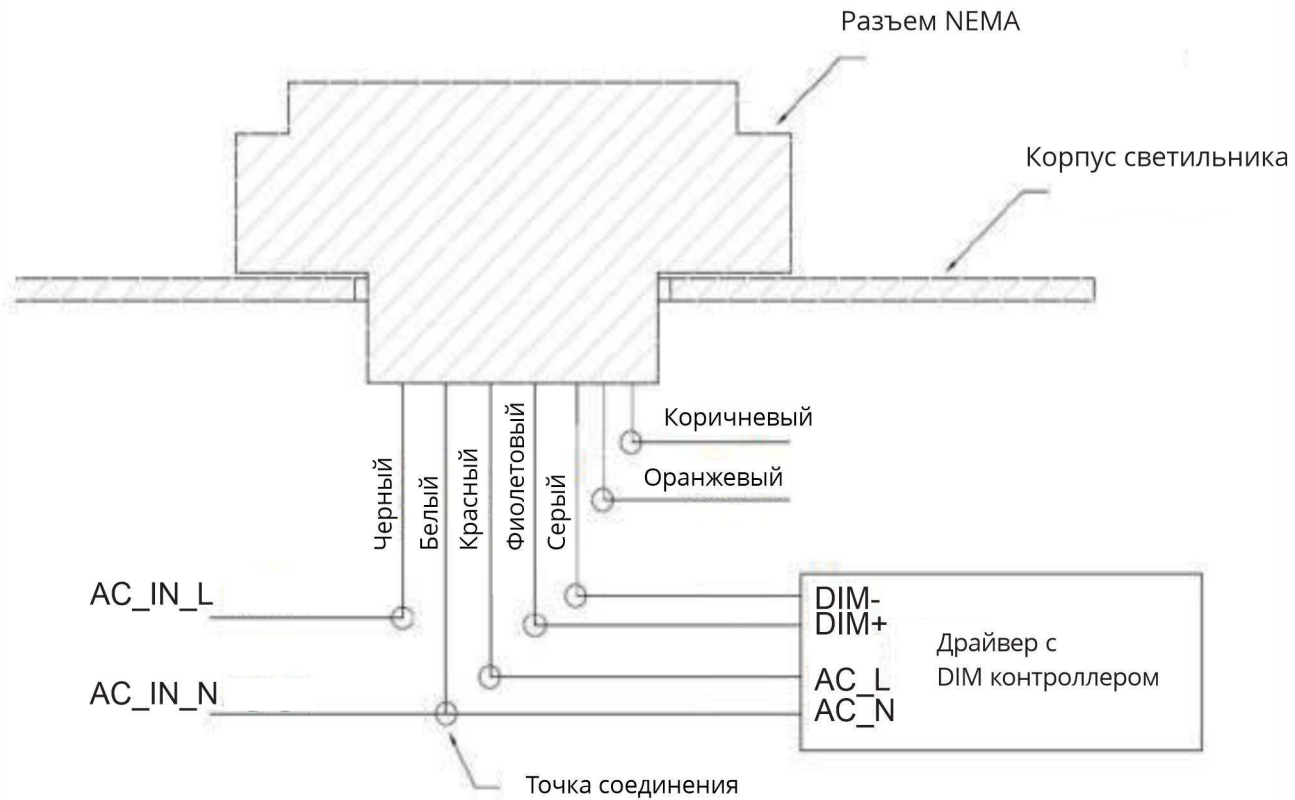 Разъем NEMA
Корпус светильника
Коричневый
Оранжевый
Черный
Белый
Красный
Фиолетовый
Серый
AC_IN_L
AC_IN_N
DIM-
DIM+
AC_L
AC_N
Драйвер с
DIM контроллером
Точка соединения